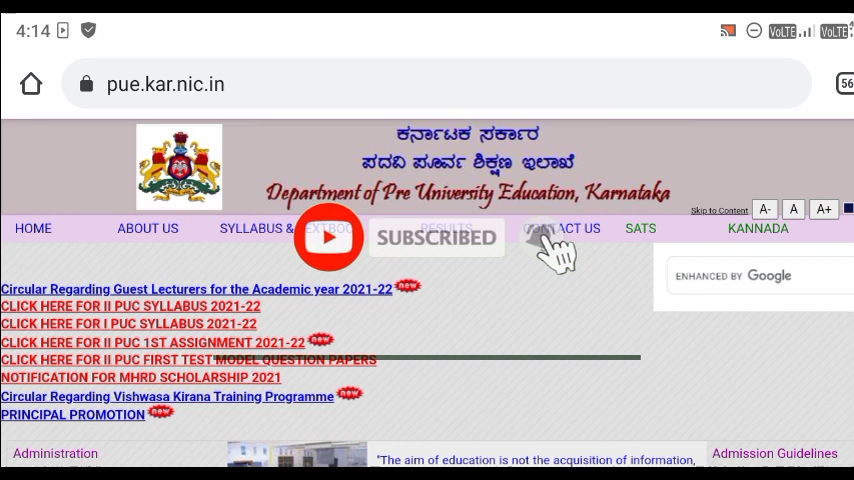 4:14
VoLTE
VoLTE
pue.kar.nic.in
56
ಕರ್ನಾಟಕ ಸರ್ಕಾರ
ಪದವಿ ಪೂರ್ವ ಶಿಕ್ಷಣ ಇಲಾಖೆ
Department of Pre University Education, Karnataka
Skip to Content A- A A+
HOME ABOUT US SYLLABUS & TEXTBOO RESULTS CONTACT US SATS KANNADA
SUBSCRIBED
ENHANCED BY Google
Circular Regarding Guest Lecturers for the Academic year 2021-22 new
CLICK HERE FOR II PUC SYLLABUS 2021-22
CLICK HERE FOR I PUC SYLLABUS 2021-22
CLICK HERE FOR II PUC 1ST ASSIGNMENT 2021-22 new
CLICK HERE FOR II PUC FIRST TEST MODEL QUESTION PAPERS
NOTIFICATION FOR MHRD SCHOLARSHIP 2021
Circular Regarding Vishwasa Kirana Training Programme new
PRINCIPAL PROMOTION new
Administration
"The aim of education is not the acquisition of information,
Admission Guidelines